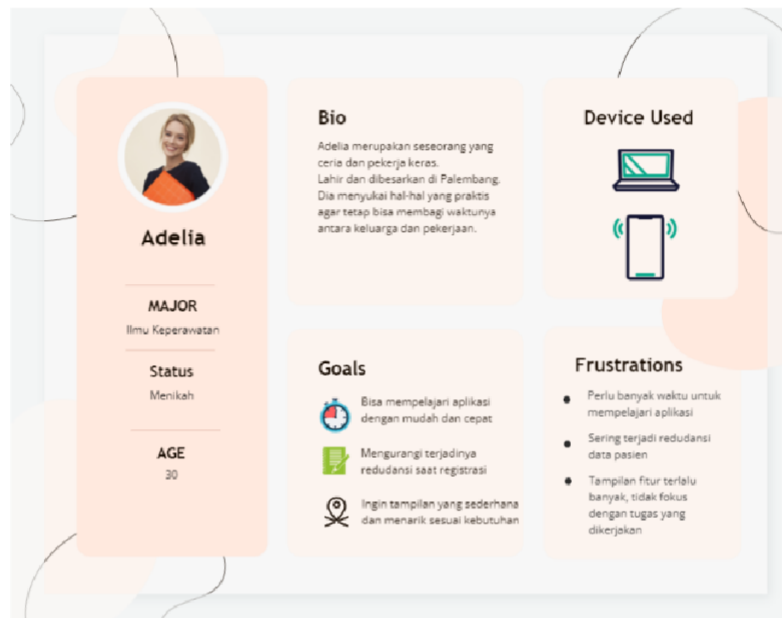 Adelia
MAJOR
Ilmu Keperawatan
Status
Menikah
AGE
30
Bio
Adelia merupakan seseorang yang
ceria dan pekerja keras.
Lahir dan dibesarkan di Palembang.
Dia menyukai hal-hal yang praktis
agar tetap bisa membagi waktunya
antara keluarga dan pekerjaan.
Device Used
Goals
Bisa mempelajari aplikasi
dengan mudah dan cepat
Mengurangi terjadinya
redudansi saat registrasi
Ingin tampilan yang sederhana
dan menarik sesuai kebutuhan
Frustrations
Perlu banyak waktu untuk
mempelajari aplikasi
Sering terjadi redudansi
data pasien
Tampilan fitur terlalu
banyak, tidak fokus
dengan tugas yang
dikerjakan